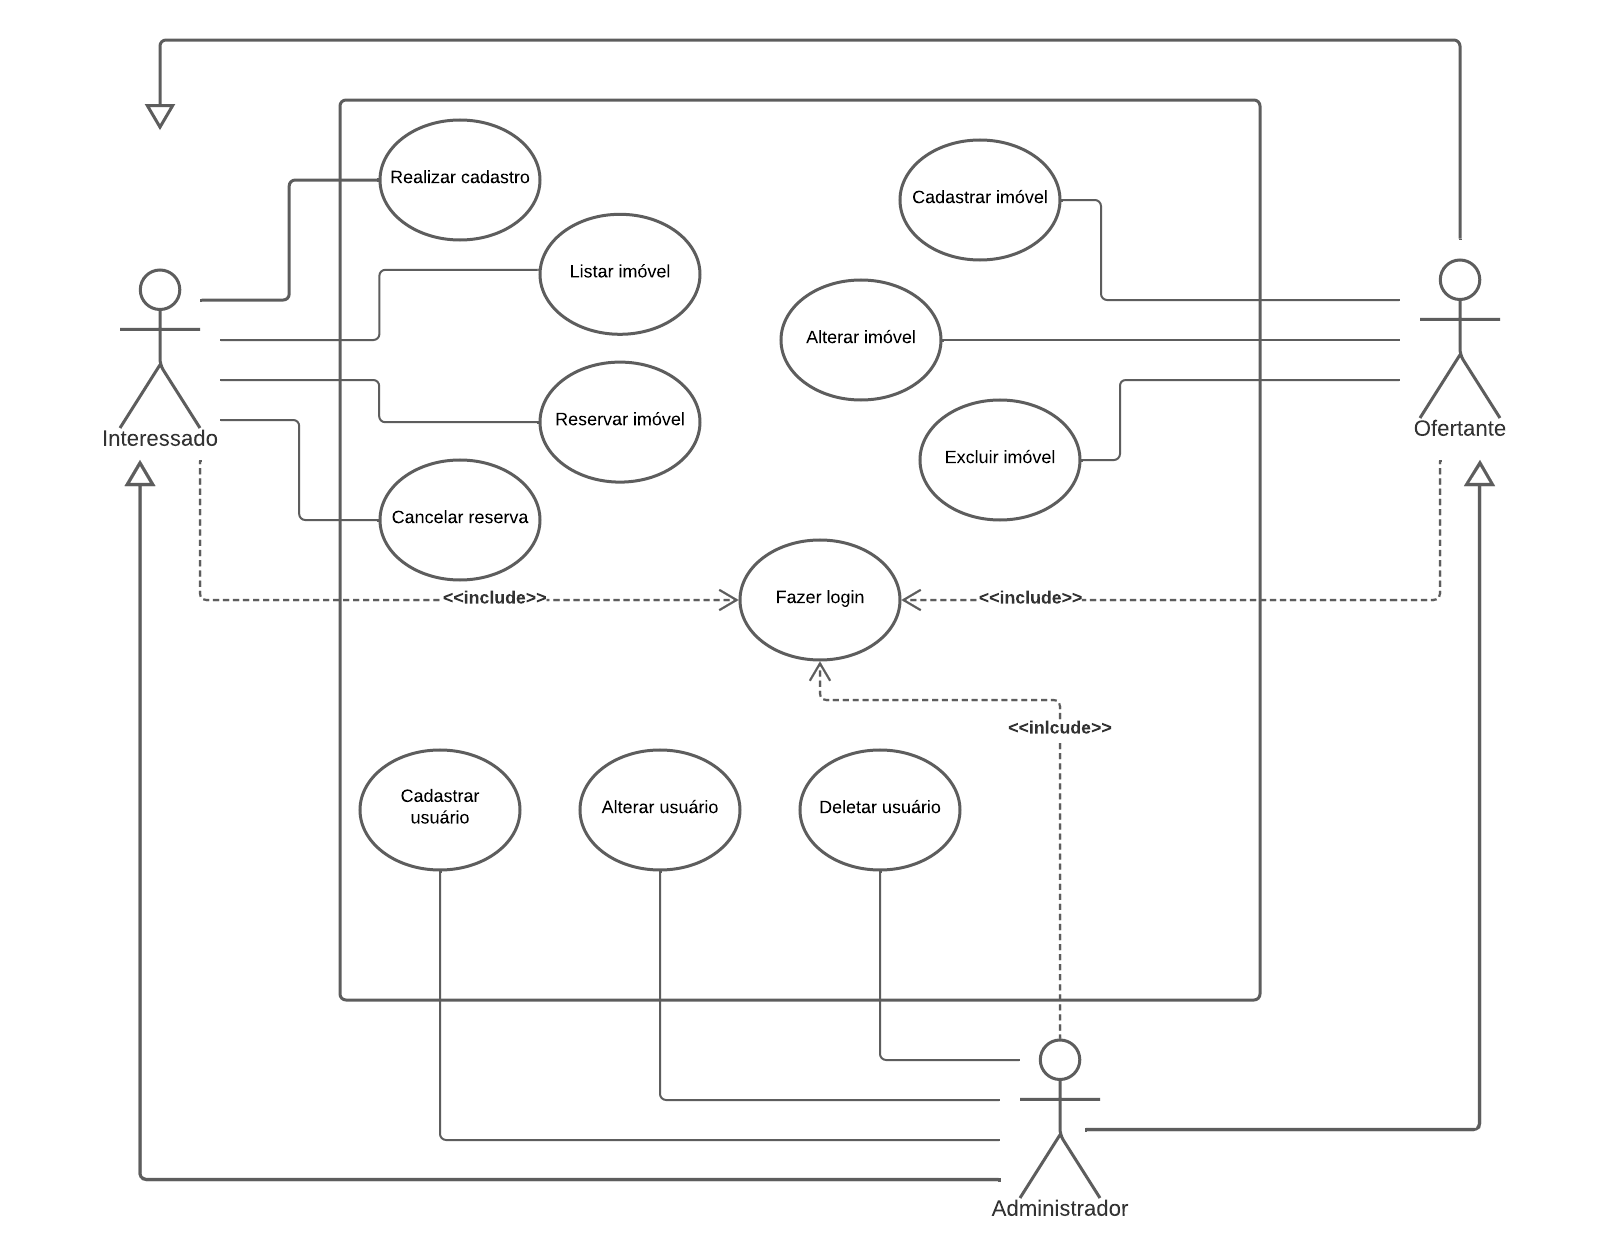 Realizar cadastro
Cadastrar imóvel
Listar imóvel
Alterar imóvel
Reservar imóvel
Interessado
Ofertante
Excluir imóvel
Cancelar reserva
<<include>>
Fazer login
<<include>>
<<inlcude>>
Cadastrar
usuário
Alterar usuário
Deletar usuário
Administrador